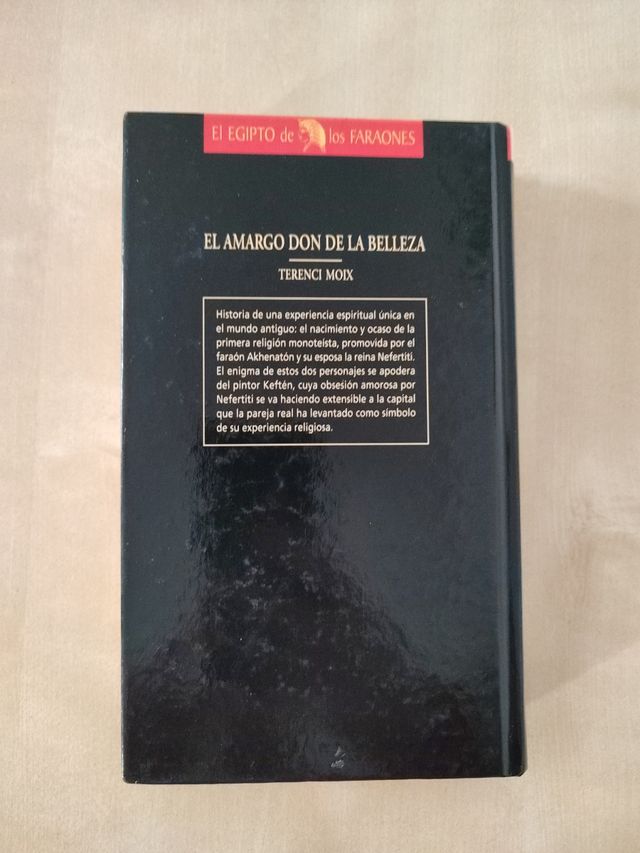 El EGIPTO de los FARAONES
EL AMARGO DON DE LA BELLEZA
TERENCI MOIX
Historia de una experiencia espiritual única en
el mundo antiguo: el nacimiento y ocaso de la
primera religión monoteísta, promovida por el
faraón Akhenatón y su esposa la reina Nefertiti.
El enigma de estos dos personajes se apodera
del pintor Keftén, cuya obsesión amorosa por
Nefertiti se va haciendo extensible a la capital
que la pareja real ha levantado como símbolo
de su experiencia religiosa.